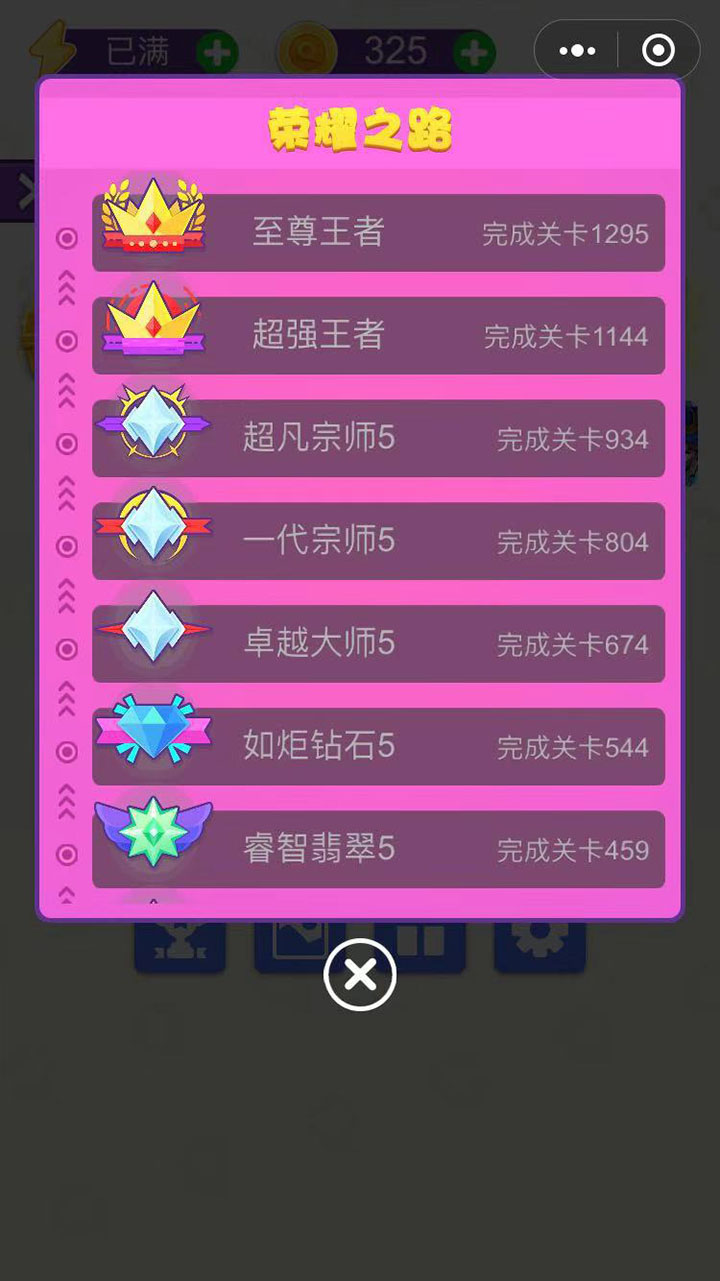 已满 325
荣耀之路
至尊王者 完成关卡1295
超强王者 完成关卡1144
超凡宗师5 完成关卡934
一代宗师5 完成关卡804
卓越大师5 完成关卡674
如炬钻石5 完成关卡544
睿智翡翠5 完成关卡459